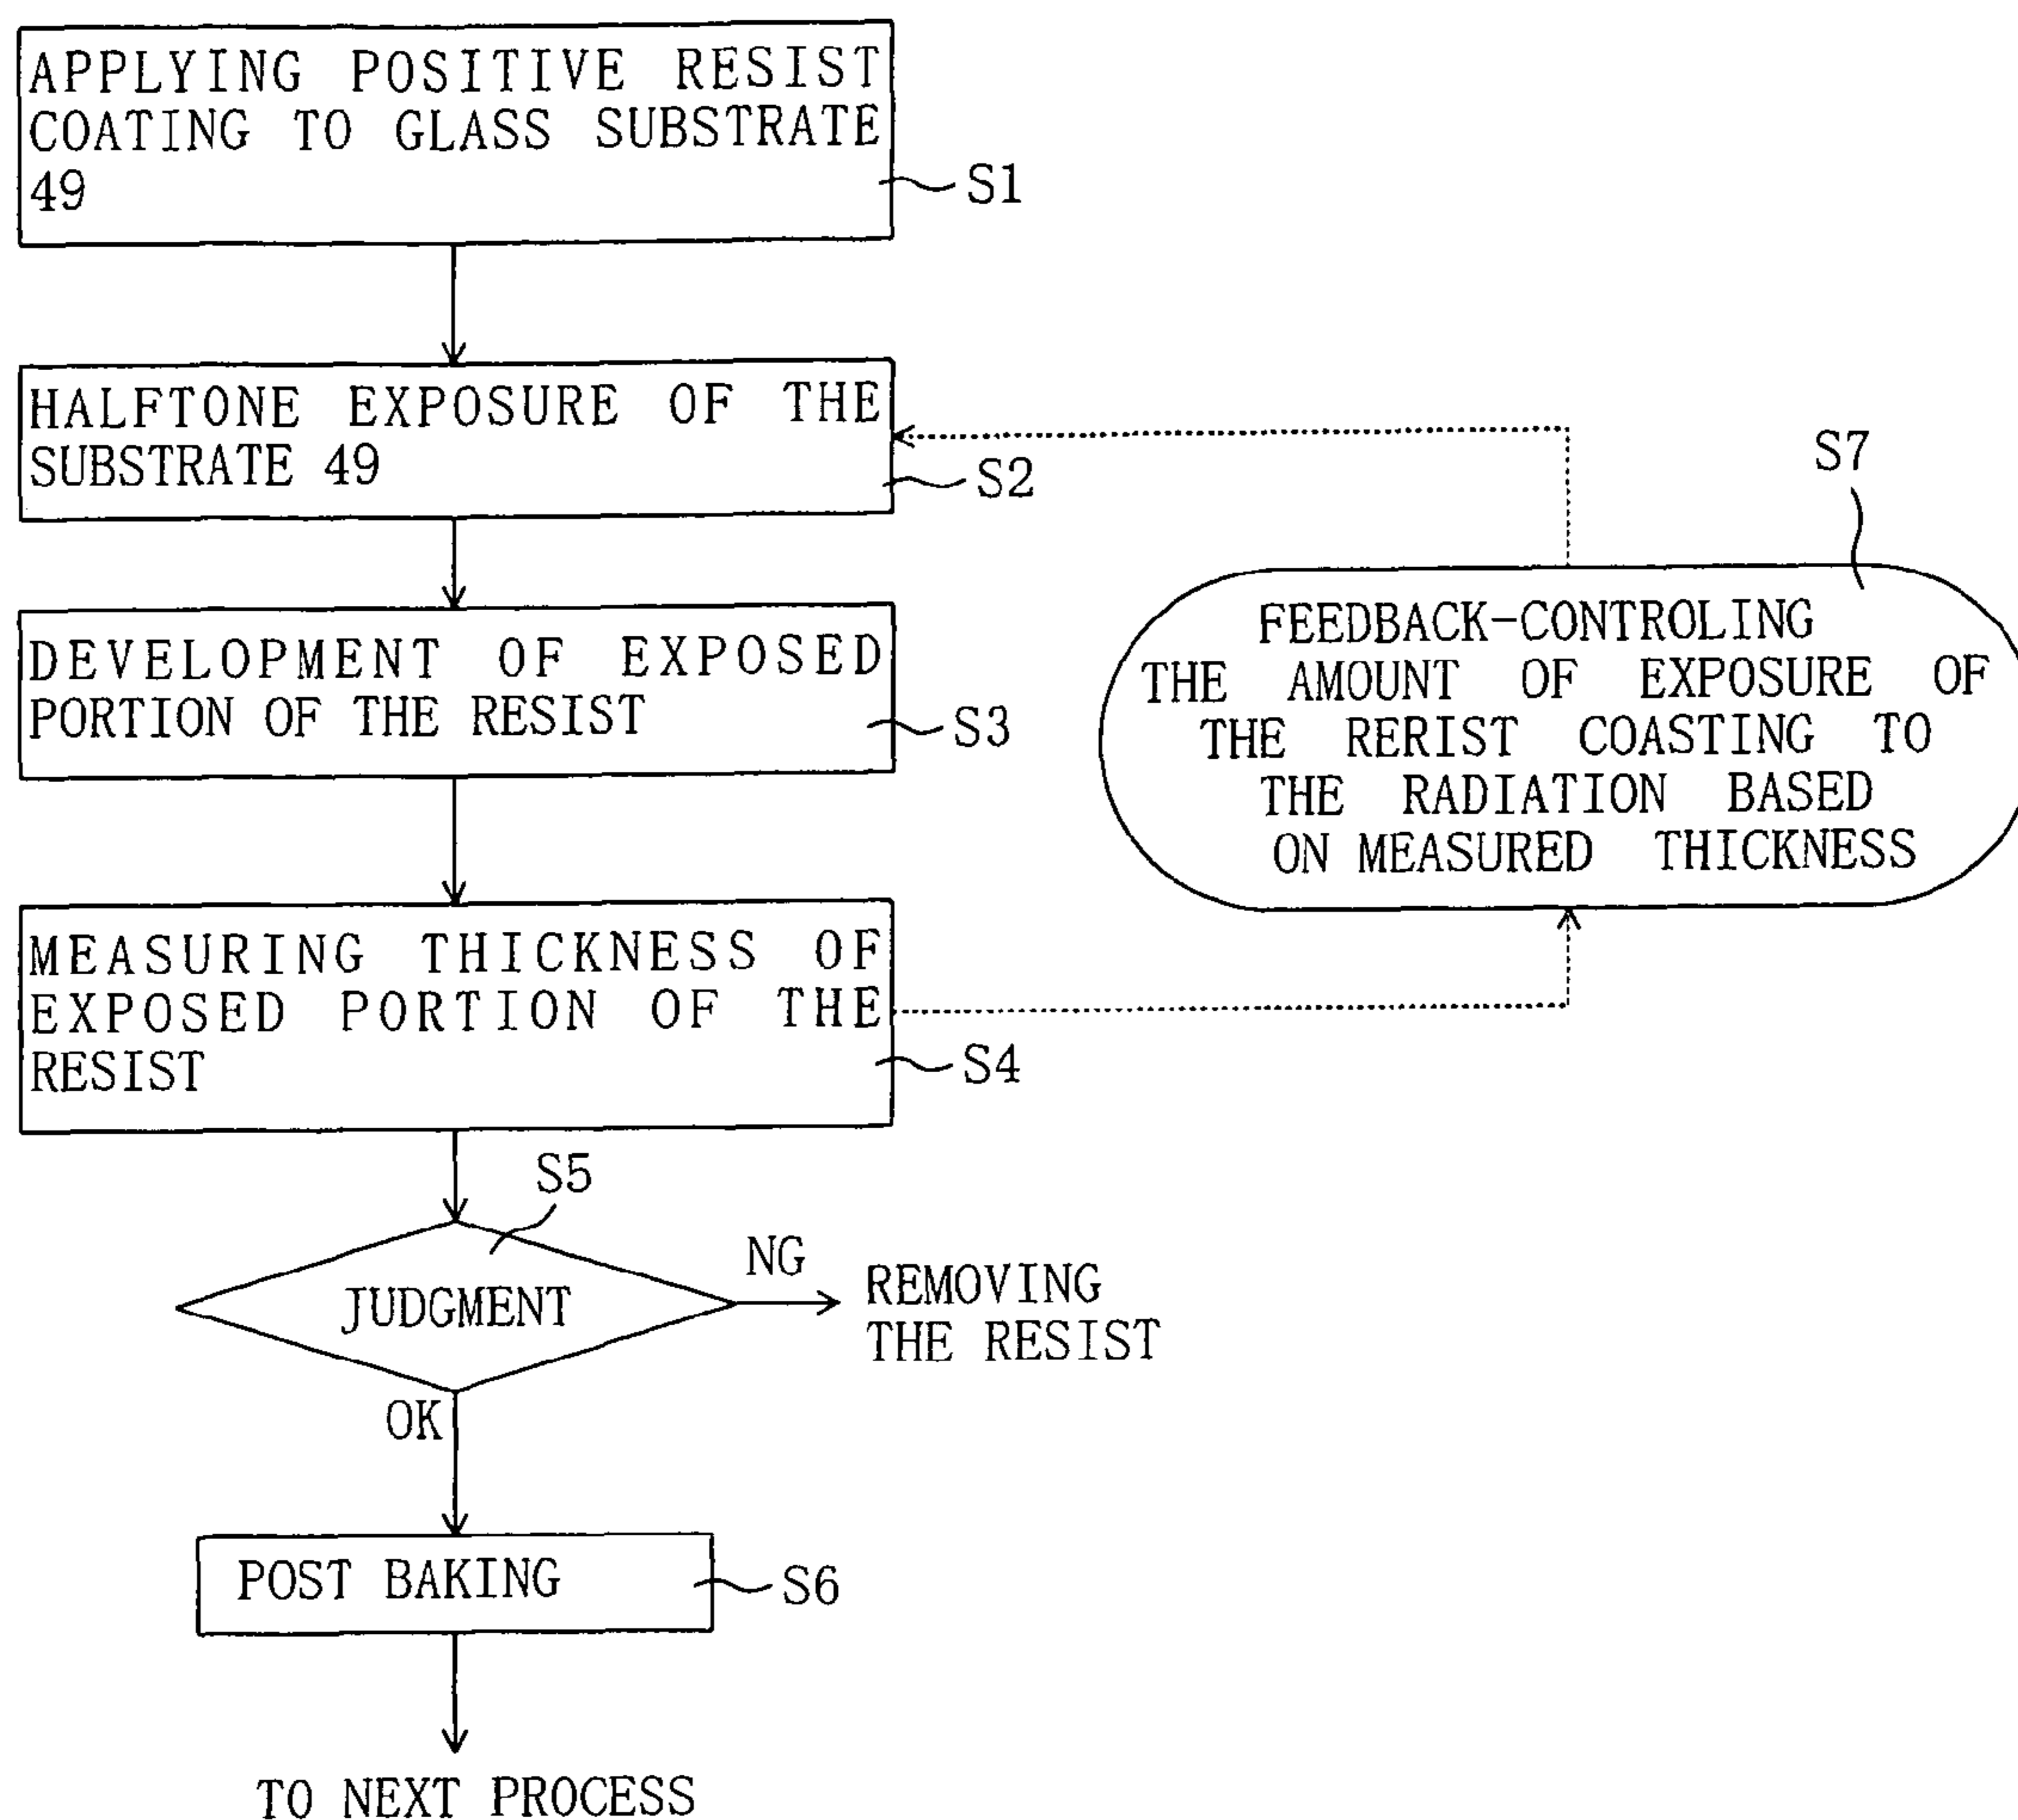 APPLYING POSITIVE RESIST
COATING TO GLASS SUBSTRATE
49
S1
HALFTONE EXPOSURE OF THE
SUBSTRATE 49
S2
DEVELOPMENT OF EXPOSED
PORTION OF THE RESIST
S3
MEASURING THICKNESS OF
EXPOSED PORTION OF THE
RESIST
S4
S7
FEEDBACK-CONTROLING
THE AMOUNT OF EXPOSURE OF
THE RERIST COASTING TO
THE RADIATION BASED
ON MEASURED THICKNESS
S5
JUDGMENT
NG
REMOVING
THE RESIST
OK
POST BAKING
S6
TO NEXT PROCESS